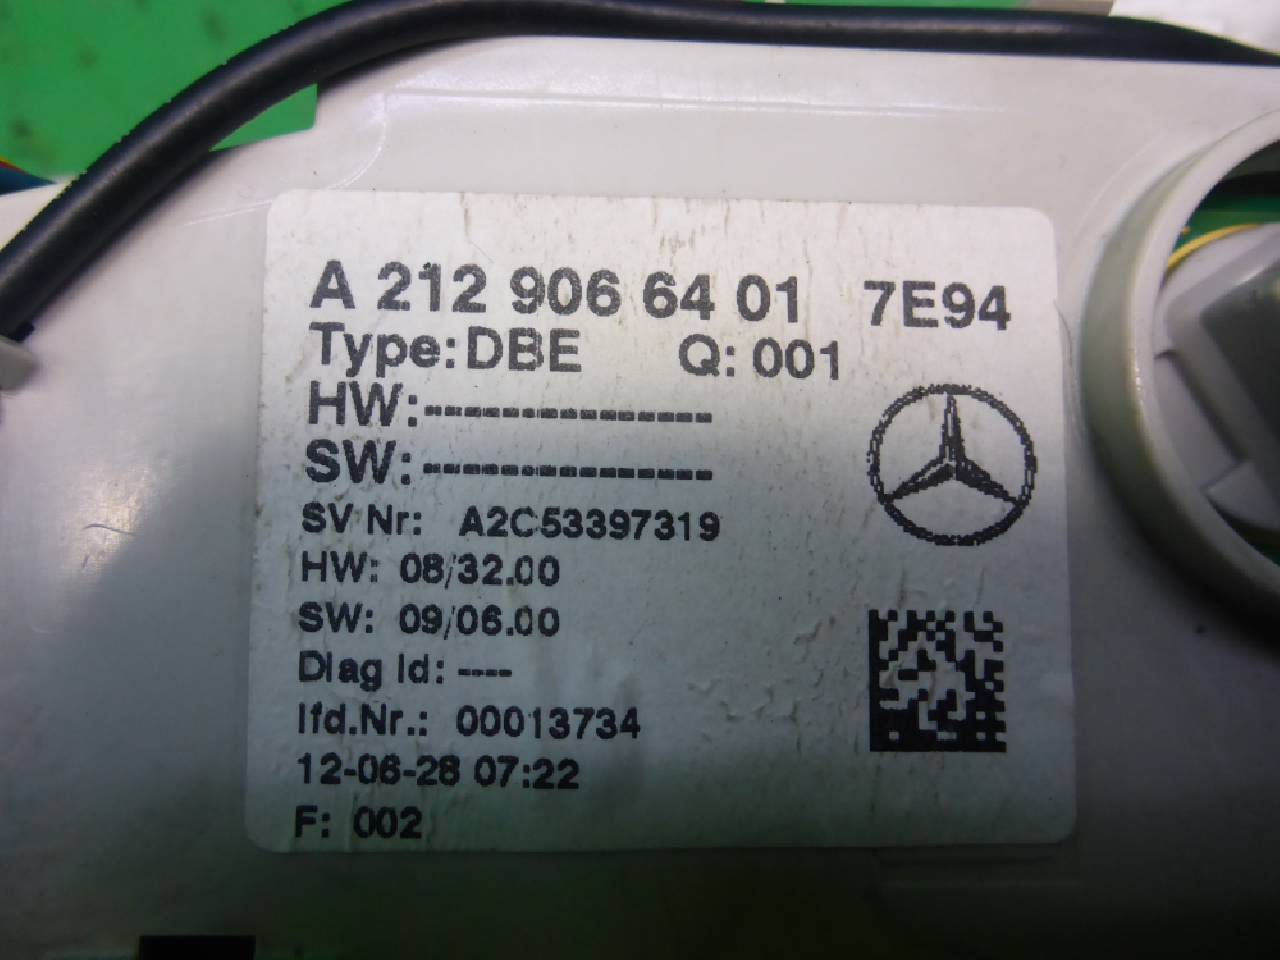 A 212 906 64 01 7E94
Type: DBE Q: 001
HW:---------------
SW:---------------
SV Nr: A2C53397319
HW: 08/32.00
SW: 09/06.00
Diag Id: ----
lfd.Nr.: 00013734
12-06-28 07:22
F: 002